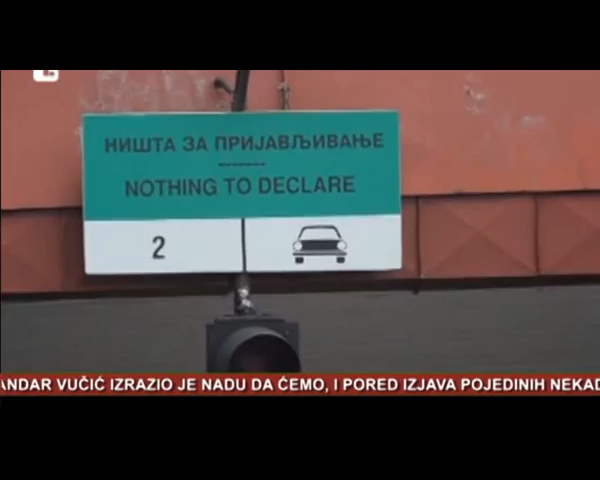 НИШТА ЗА ПРИЈАВЉИВАЊЕ
NOTHING TO DECLARE
2
ANDAR VUČIĆ IZRAZIO JE NADU DA ĆEMO, I PORED IZJAVA POJEDINIH NEKAD